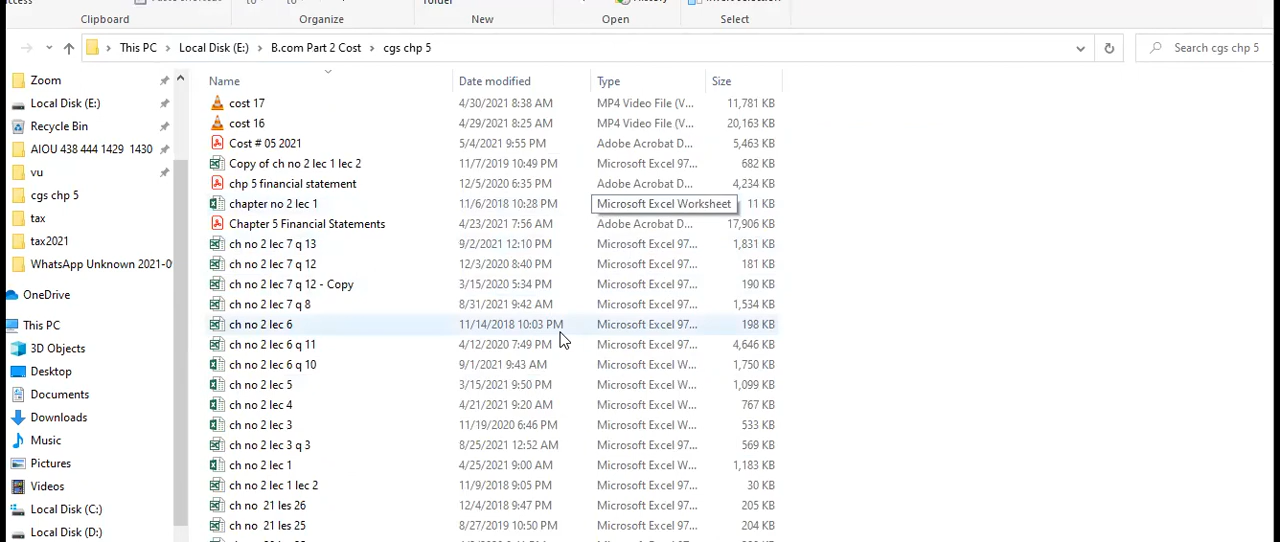 Clipboard Organize New Open Select
This PC > Local Disk (E:) > B.com Part 2 Cost > cgs chp 5
Search cgs chp 5
Zoom
Local Disk (E:)
Recycle Bin
AIOU 438 444 1429 1430
vu
cgs chp 5
tax
tax2021
OneDrive
This PC
3D Objects
Desktop
Documents
Downloads
Music
Pictures
Videos
Local Disk (C:)
Local Disk (D:)
Name Date modified Type Size
cost 17 4/30/2021 8:38 AM MP4 Video File (V... 11,781 KB
cost 16 4/29/2021 8:25 AM MP4 Video File (V... 20,163 KB
Cost # 05 2021 5/4/2021 9:55 PM Adobe Acrobat D... 5,463 KB
Copy of ch no 2 lec 1 lec 2 11/7/2019 10:49 PM Microsoft Excel 97... 682 KB
chp 5 financial statement 12/5/2020 6:35 PM Adobe Acrobat D... 4,234 KB
chapter no 2 lec 1 11/6/2018 10:28 PM Microsoft Excel Worksheet 11 KB
Chapter 5 Financial Statements 4/23/2021 7:56 AM Adobe Acrobat D... 17,906 KB
ch no 2 lec 7 q 13 9/2/2021 12:10 PM Microsoft Excel 97... 1,831 KB
ch no 2 lec 7 q 12 12/3/2020 8:40 PM Microsoft Excel 97... 181 KB
ch no 2 lec 7 q 12 - Copy 3/15/2020 5:34 PM Microsoft Excel 97... 190 KB
ch no 2 lec 7 q 8 8/31/2021 9:42 AM Microsoft Excel 97... 1,534 KB
ch no 2 lec 6 11/14/2018 10:03 PM Microsoft Excel 97... 198 KB
ch no 2 lec 6 q 11 4/12/2020 7:49 PM Microsoft Excel 97... 4,646 KB
ch no 2 lec 6 q 10 9/1/2021 9:43 AM Microsoft Excel 97... 1,750 KB
ch no 2 lec 5 3/15/2021 9:50 PM Microsoft Excel W... 1,099 KB
ch no 2 lec 4 4/21/2021 9:20 AM Microsoft Excel W... 767 KB
ch no 2 lec 3 11/19/2020 6:46 PM Microsoft Excel W... 533 KB
ch no 2 lec 3 q 3 8/25/2021 12:52 AM Microsoft Excel 97... 569 KB
ch no 2 lec 1 4/25/2021 9:00 AM Microsoft Excel W... 1,183 KB
ch no 2 lec 1 lec 2 11/9/2018 9:05 PM Microsoft Excel 97... 30 KB
ch no 21 les 26 12/4/2018 9:47 PM Microsoft Excel 97... 205 KB
ch no 21 les 25 8/27/2019 10:50 PM Microsoft Excel 97... 204 KB